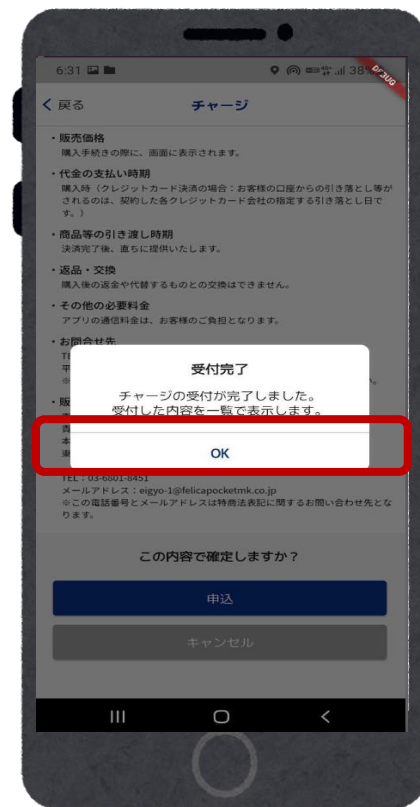 6:31
38%
DEBUG
戻る
チャージ
・販売価格
購入手続きの際に、画面に表示されます。
・代金の支払い時期
購入時（クレジットカード決済の場合：お客様の口座からの引き落とし等が
されるのは、契約した各クレジットカード会社の指定する引き落とし日で
す。）
・商品等の引き渡し時期
決済完了後、直ちに提供いたします。
・返品・交換
購入後の返金や代替するものとの交換はできません。
・その他の必要料金
アプリの通信料金は、お客様のご負担となります。
・お問合せ先
受付完了
チャージの受付が完了しました。
受付した内容を一覧で表示します。
OK
TEL：03-6801-8451
メールアドレス：eigyo-1@felicapocketmk.co.jp
※この電話番号とメールアドレスは特商法表記に関するお問い合わせ先とな
ります。
この内容で確定しますか？
申込
キャンセル